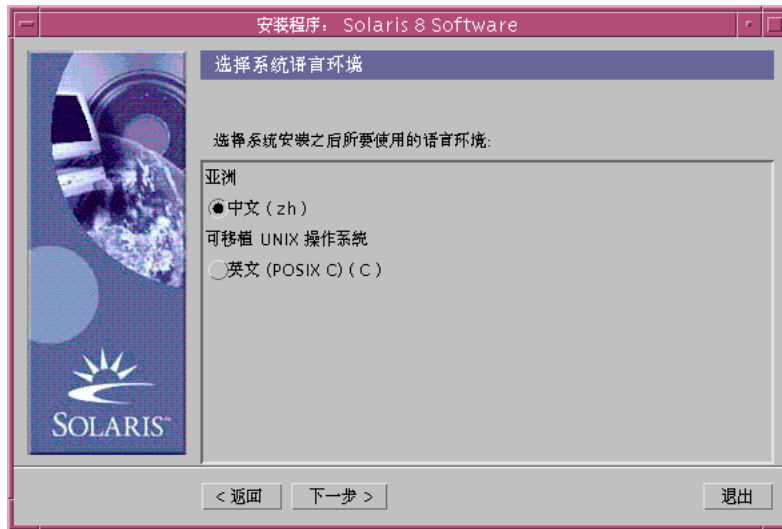 安装程序： Solaris 8 Software
选择系统语言环境
选择系统安装之后所要使用的语言环境:
亚洲
中文 ( zh )
可移植 UNIX 操作系统
英文 (POSIX C) ( C )
SOLARIS™
< 返回
下一步 >
退出